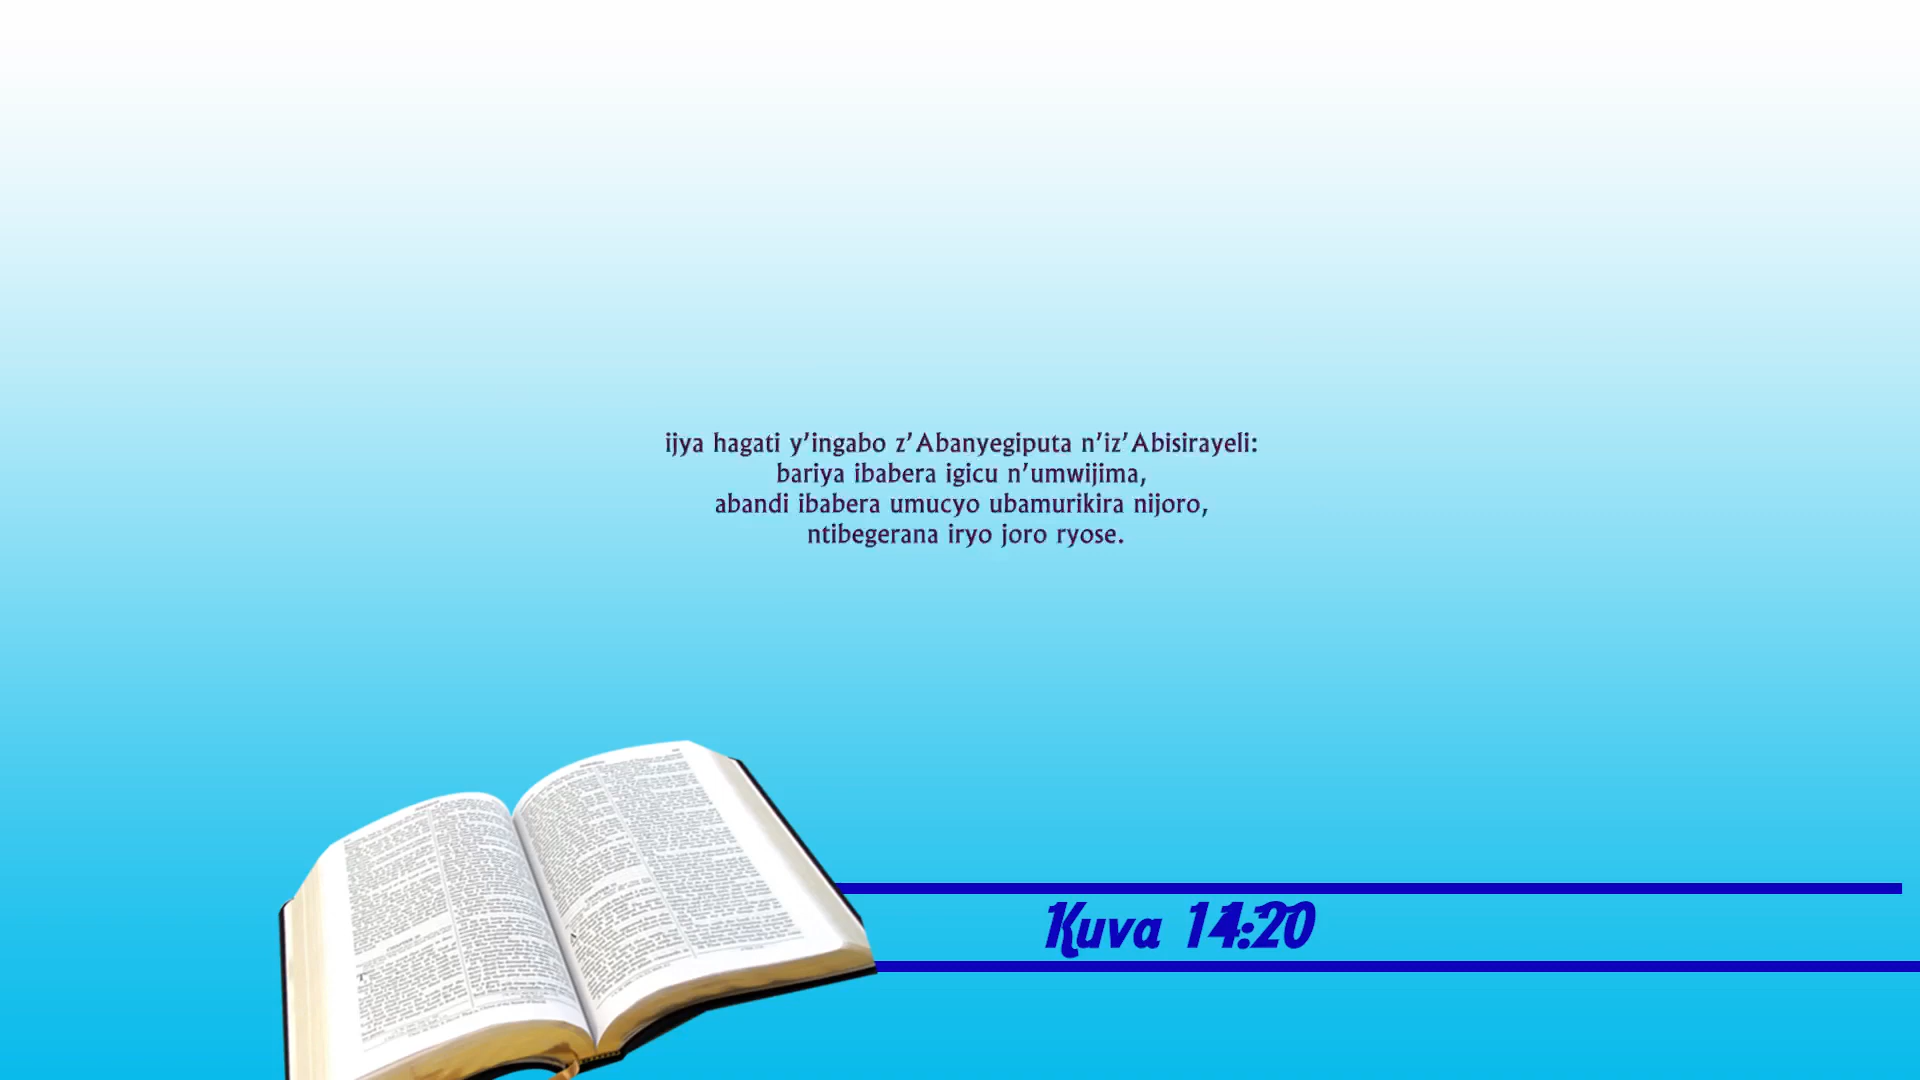 ijya hagati y’ingabo z’Abanyegiputa n’iz’Abisirayeli:
bariya ibabera igicu n’umwijima,
abandi ibabera umucyo ubamurikira nijoro,
ntibegerana iryo joro ryose.
Kuva 14:20